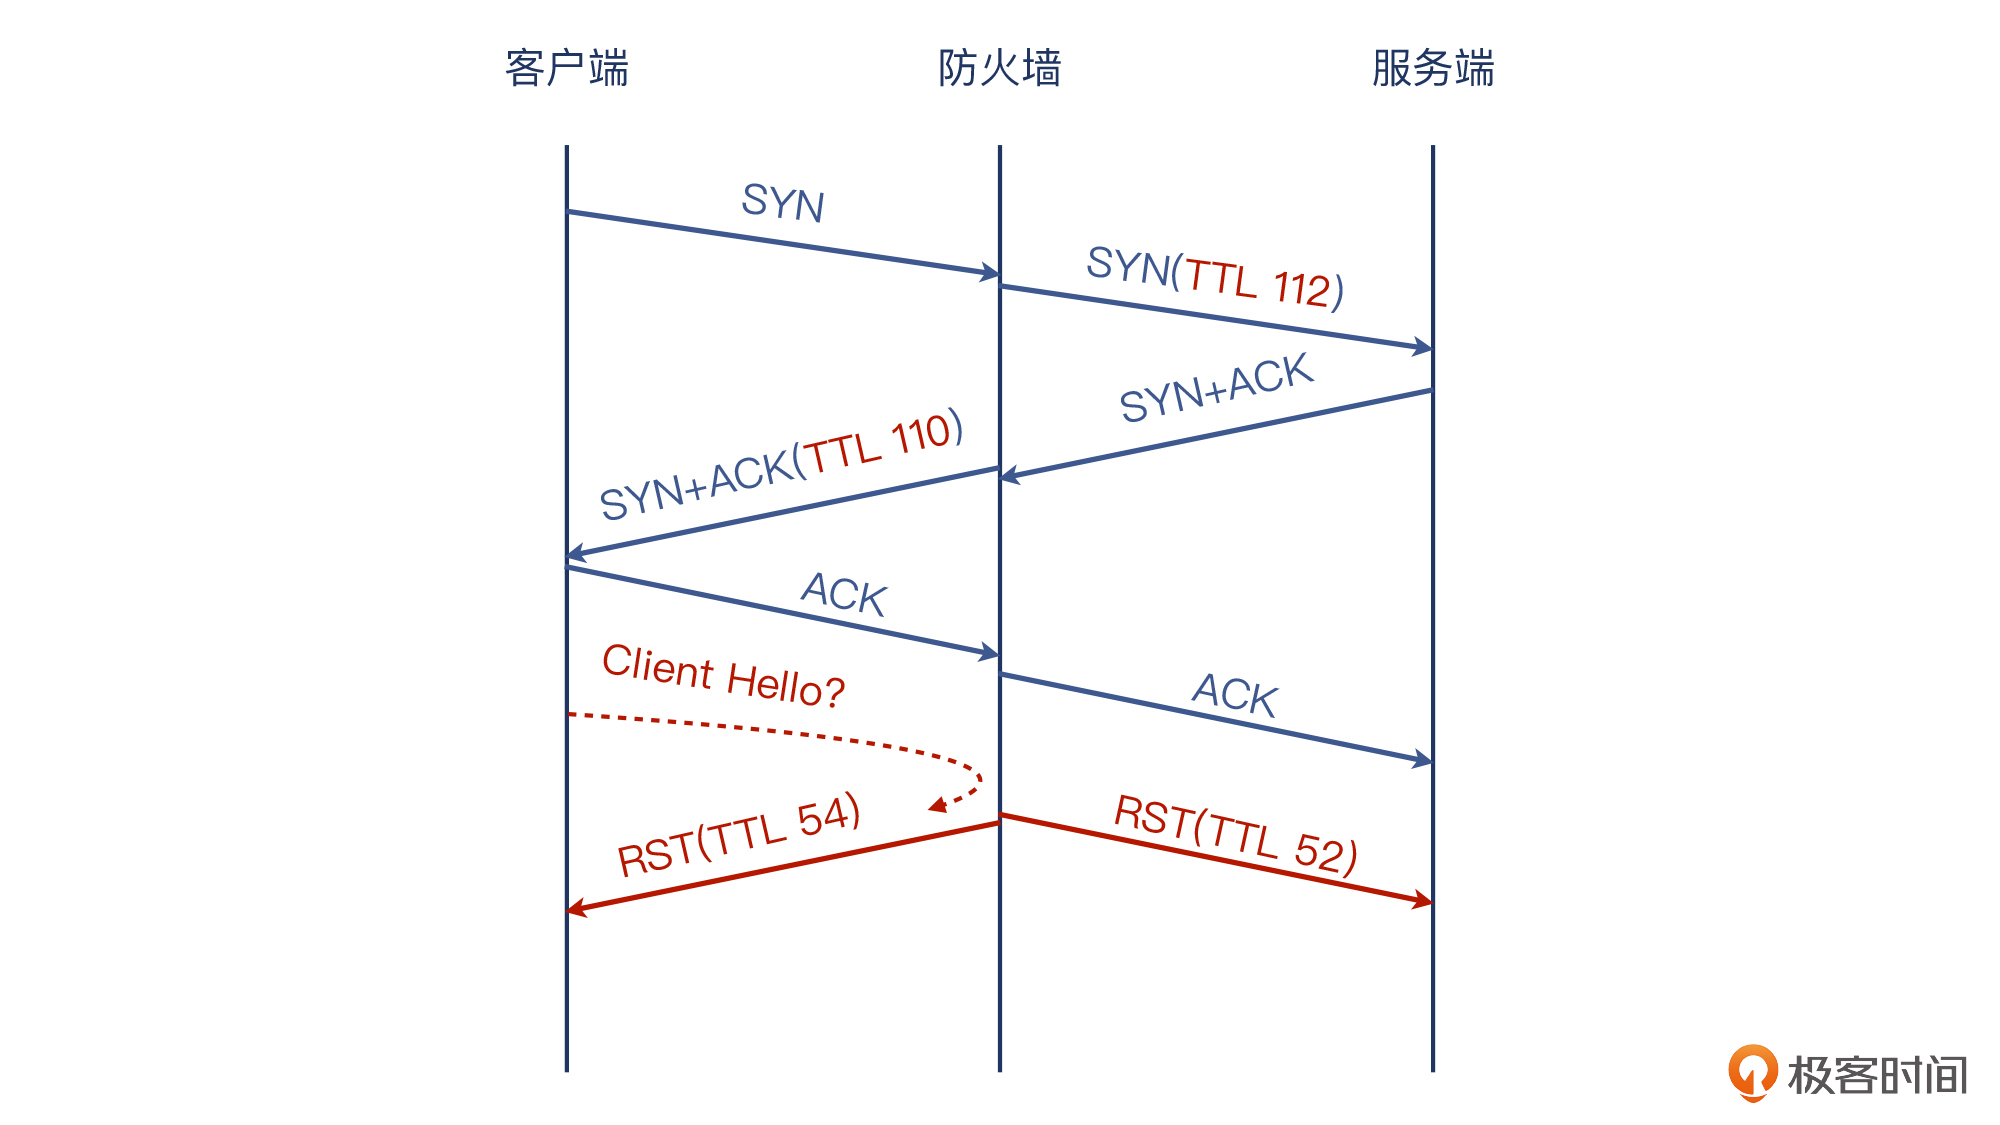 客户端
防火墙
服务端
SYN
SYN(TTL 112)
SYN+ACK
SYN+ACK(TTL 110)
ACK
Client Hello?
ACK
RST(TTL 54)
RST(TTL 52)
极客时间